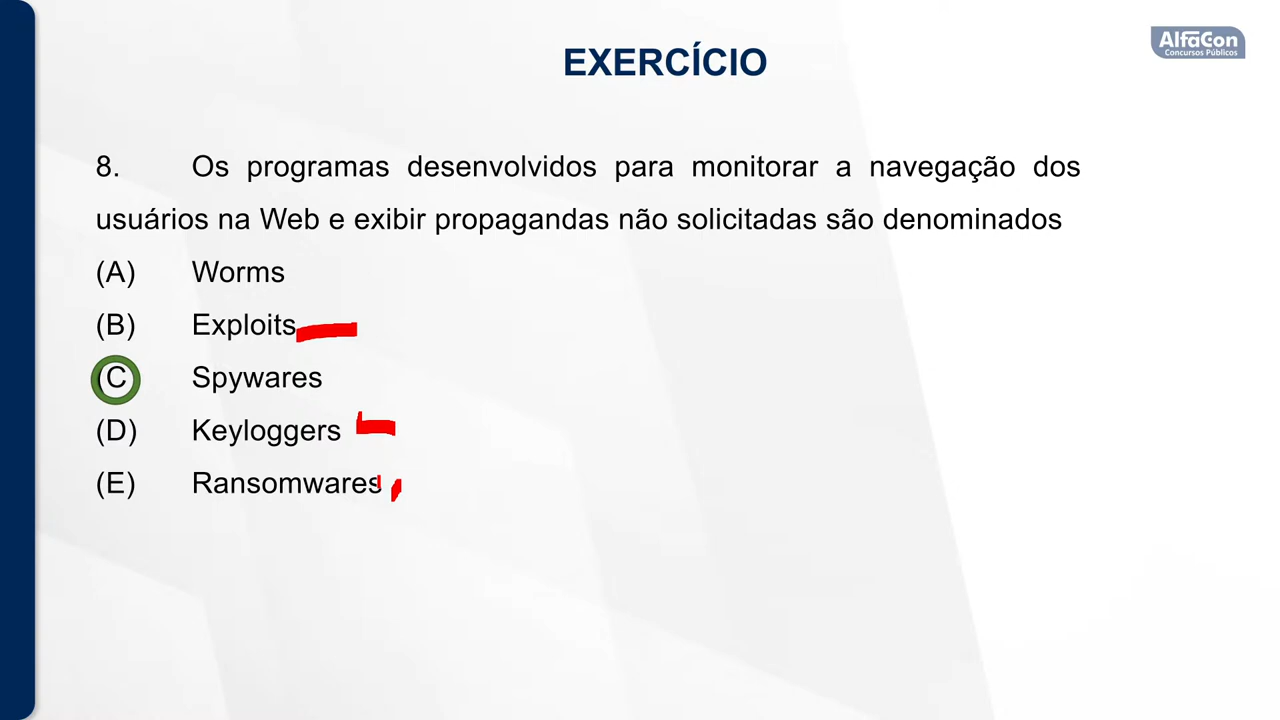 AlfaCon
Concursos Públicos
EXERCÍCIO
8. Os programas desenvolvidos para monitorar a navegação dos
usuários na Web e exibir propagandas não solicitadas são denominados
(A) Worms
(B) Exploits
(C Spywares
(D) Keyloggers
(E) Ransomwares